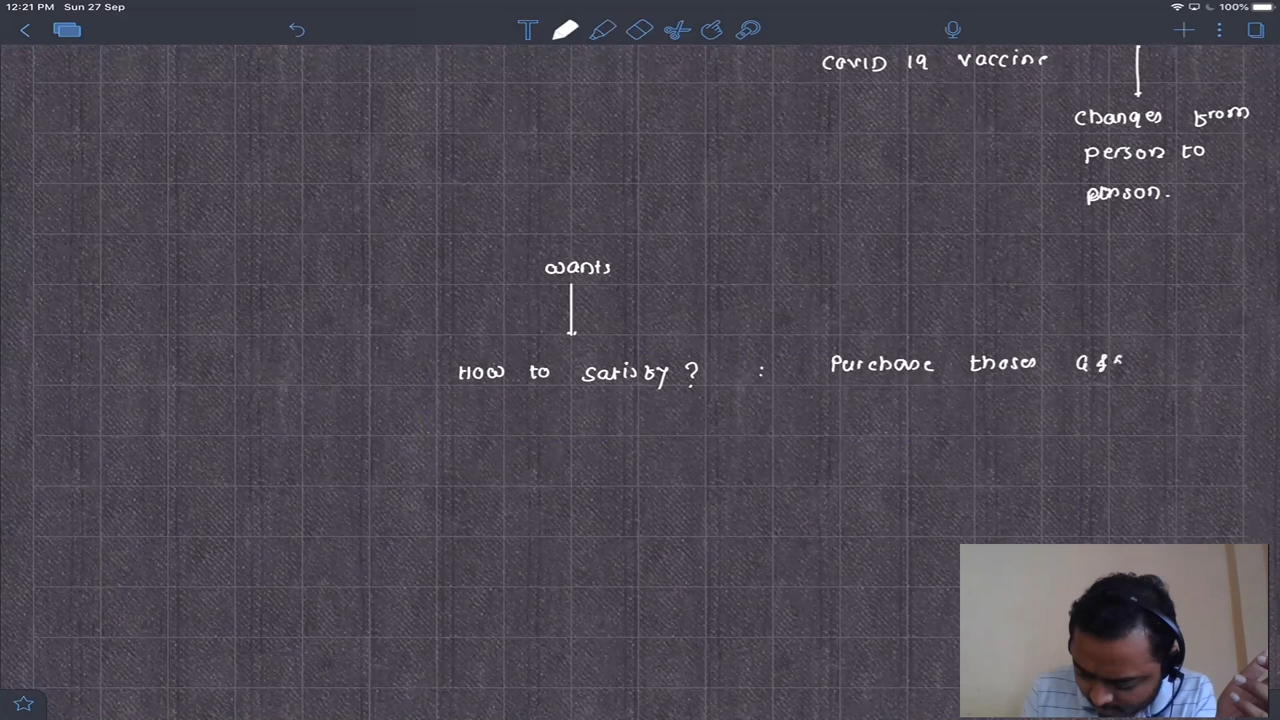 12:21 PM Sun 27 Sep
100%
T
Covid 19 vaccine
changes from
person to
person.
wants
How to satisfy? : Purchase thoses G &